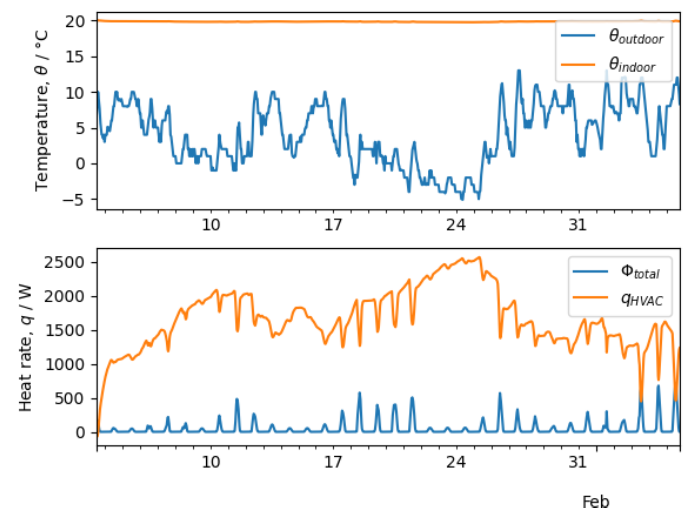 20
15
10
5
0
−5
Temperature, θ / °C
θoutdoor
θindoor
10
17
24
31
2500
2000
1500
1000
500
0
Heat rate, q / W
Φtotal
qHVAC
10
17
24
31
Feb